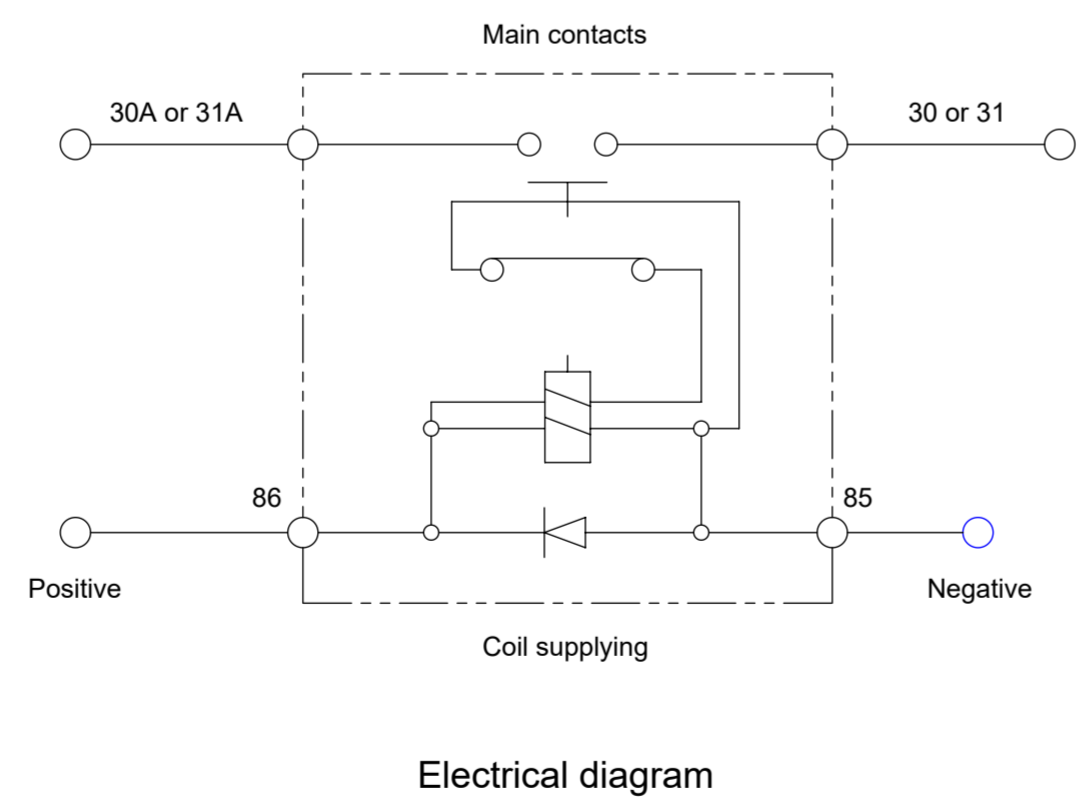 Main contacts
30A or 31A
30 or 31
86
85
Positive
Negative
Coil supplying
Electrical diagram